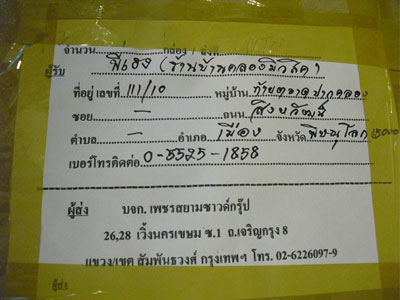 จำนวน............กล่อง / ลัง
ผู้รับ พี่เฮง (ร้านบ้านคลองมิวสิค)
ที่อยู่ เลขที่ 111/10 หมู่บ้าน ท้ายตลาดปากคลอง
ซอย — ถนน สิงหวัฒน์
ตำบล — อำเภอ เมือง จังหวัด พิษณุโลก 65000
เบอร์โทรติดต่อ 0-5525-1858
ผู้ส่ง บจก. เพชรสยามซาวด์กรุ๊ป
26,28 เวิ้งนครเขษม ซ.1 ถ.เจริญกรุง 8
แขวง/เขต สัมพันธวงศ์ กรุงเทพฯ โทร. 02-6226097-9
ผู้ส่ง